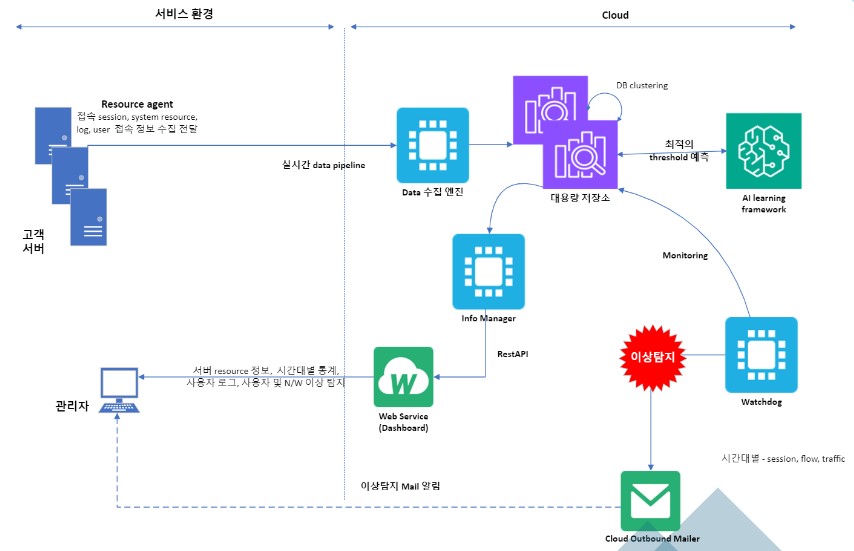 서비스 환경
Cloud
Resource agent
접속 session, system resource,
log, user 접속 정보 수집 전달
실시간 data pipeline
고객
서버
Data 수집 엔진
DB clustering
대용량 저장소
최적의
threshold 예측
AI learning
framework
Monitoring
Info Manager
RestAPI
이상탐지
Watchdog
서버 resource 정보, 시간대별 통계,
사용자 로그, 사용자 및 N/W 이상 탐지
관리자
W
Web Service
(Dashboard)
시간대별 - session, flow, traffic
이상탐지 Mail 알림
Cloud Outbound Mailer